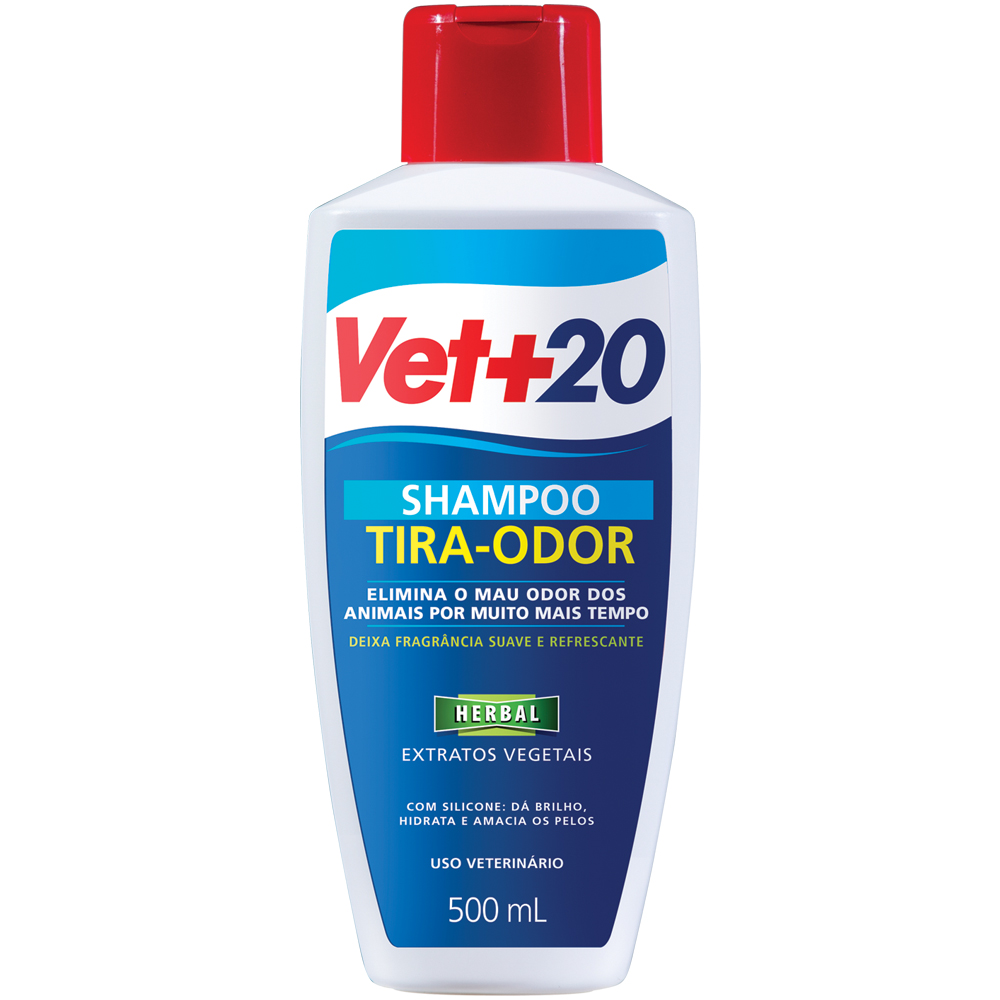 Vet+20
SHAMPOO
TIRA-ODOR
ELIMINA O MAU ODOR DOS
ANIMAIS POR MUITO MAIS TEMPO
DEIXA FRAGRÂNCIA SUAVE E REFRESCANTE
HERBAL
EXTRATOS VEGETAIS
COM SILICONE: DÁ BRILHO,
HIDRATA E AMACIA OS PELOS
USO VETERINÁRIO
500 mL